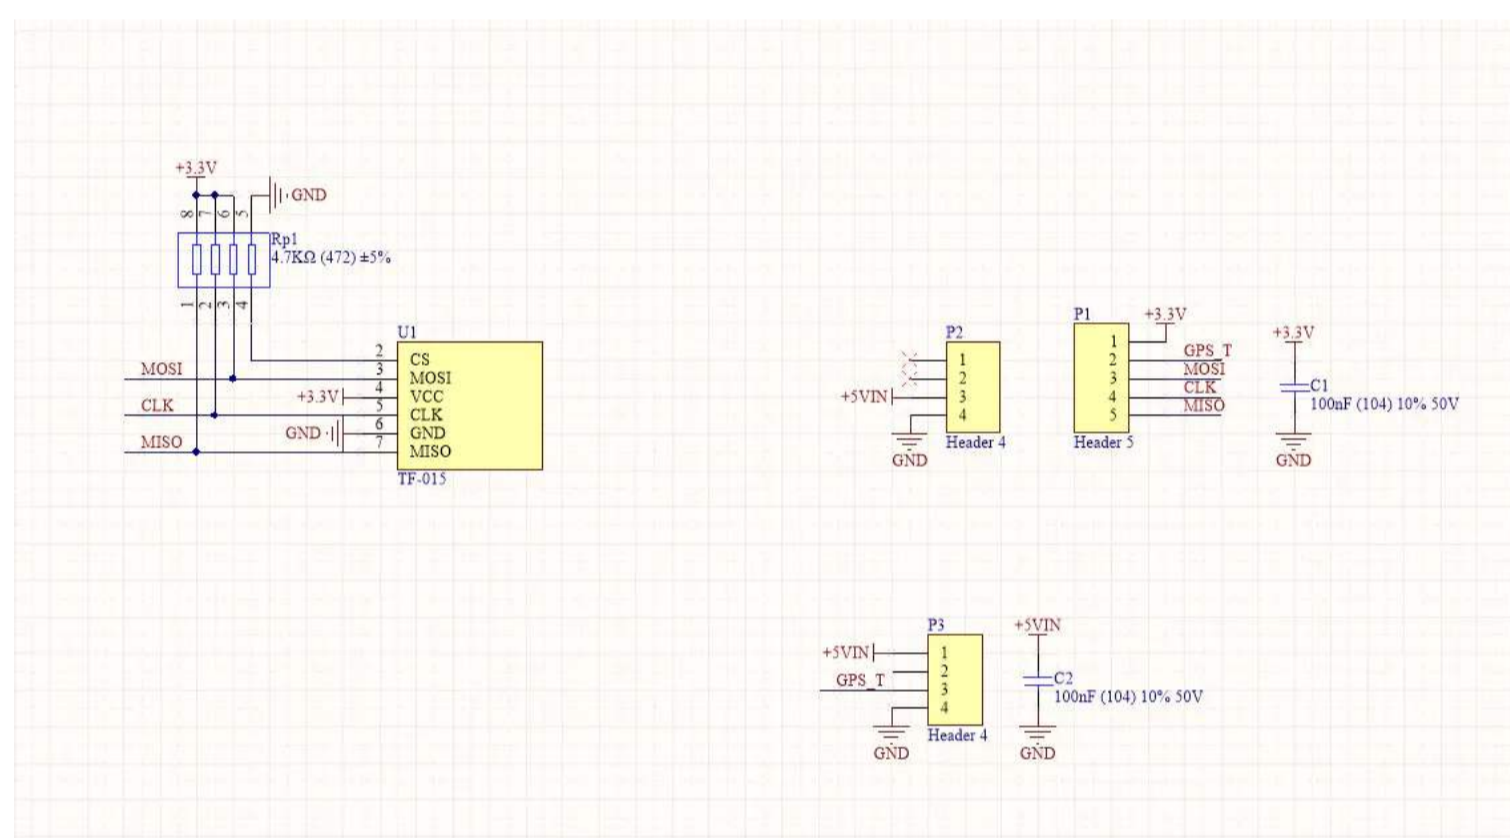 +3.3V
GND
8
7
6
5
Rp1
4.7KΩ (472) ±5%
1
2
3
4
U1
2 CS
MOSI 3 MOSI
+3.3V 4 VCC
CLK 5 CLK
GND 6 GND
MISO 7 MISO
TF-015
P2
1
2
+5VIN 3
4
Header 4
GND
P1
+3.3V
1
2 GPS_T
3 MOSI
4 CLK
5 MISO
Header 5
+3.3V
C1
100nF (104) 10% 50V
GND
P3
+5VIN 1
2
GPS_T 3
4
Header 4
GND
+5VIN
C2
100nF (104) 10% 50V
GND